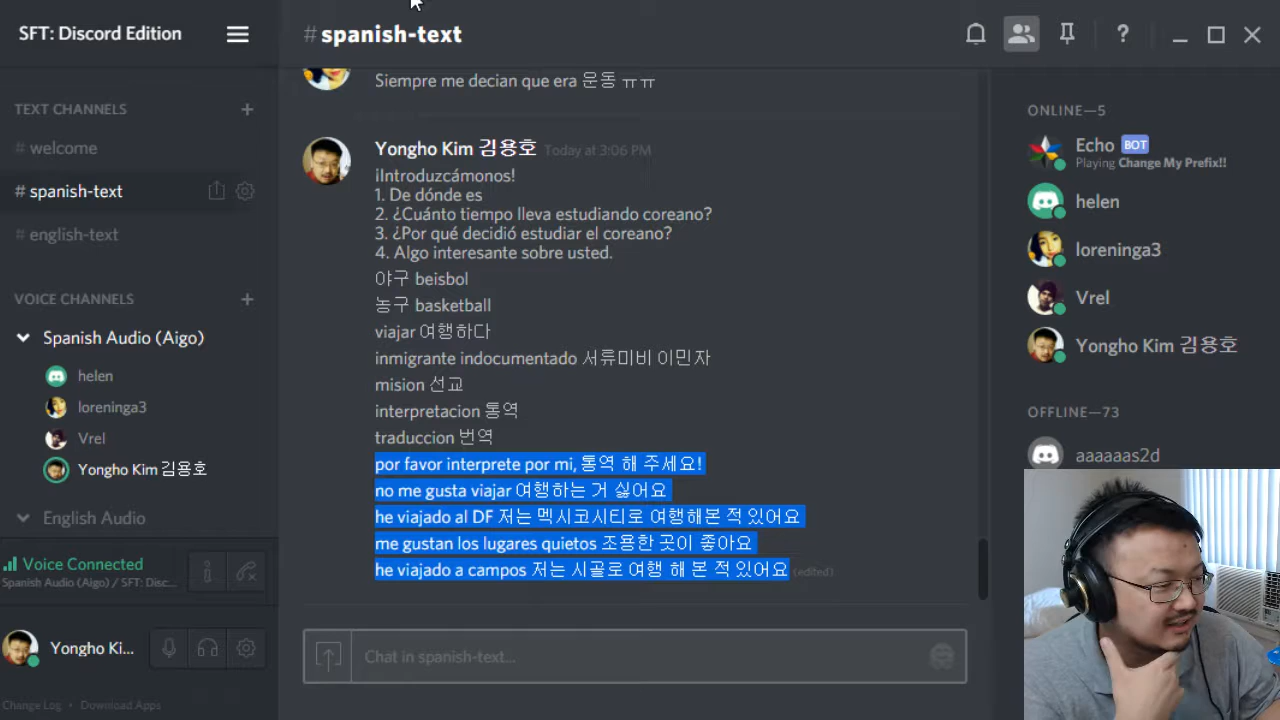 SFT: Discord Edition
# spanish-text
TEXT CHANNELS
# welcome
# spanish-text
# english-text
VOICE CHANNELS
Spanish Audio (Aigo)
helen
loreninga3
Vrel
Yongho Kim 김용호
English Audio
Voice Connected
Spanish Audio (Aigo) / SFT: Disc...
Yongho Ki...
Change Log • Download Apps
Siempre me decian que era 운동 ㅠㅠ
Yongho Kim 김용호 Today at 3:06 PM
¡Introduzcámonos!
1. De dónde es
2. ¿Cuánto tiempo lleva estudiando coreano?
3. ¿Por qué decidió estudiar el coreano?
4. Algo interesante sobre usted.
야구 beisbol
농구 basketball
viajar 여행하다
inmigrante indocumentado 서류미비 이민자
mision 선교
interpretacion 통역
traduccion 번역
por favor interprete por mi, 통역 해 주세요!
no me gusta viajar 여행하는 거 싫어요
he viajado al DF 저는 멕시코시티로 여행해본 적 있어요
me gustan los lugares quietos 조용한 곳이 좋아요
he viajado a campos 저는 시골로 여행 해 본 적 있어요 (edited)
Chat in spanish-text...
ONLINE—5
Echo BOT
Playing Change My Prefix!!
helen
loreninga3
Vrel
Yongho Kim 김용호
OFFLINE—73
aaaaaas2d